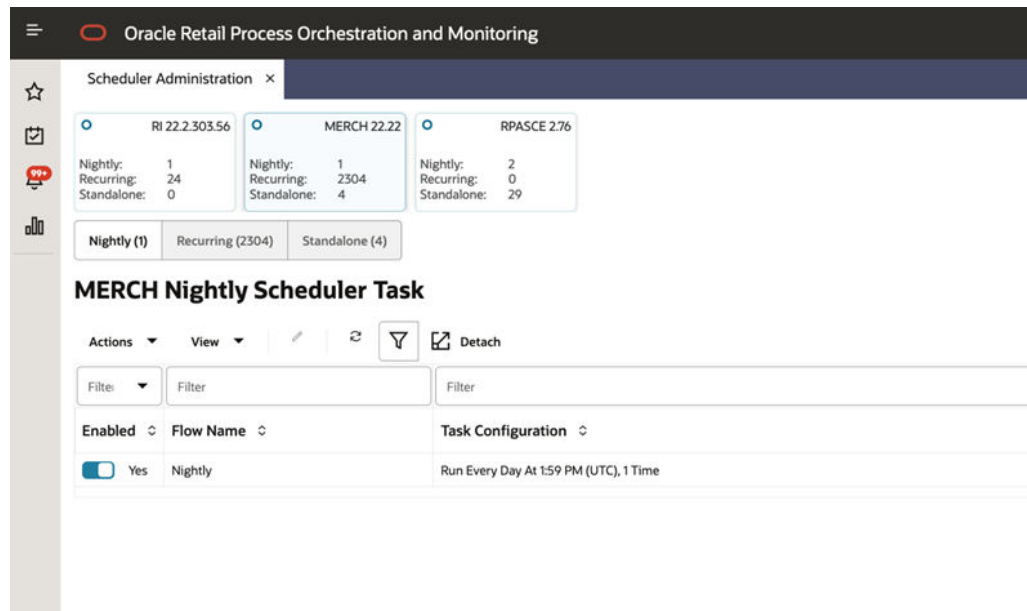 Oracle Retail Process Orchestration and Monitoring
Scheduler Administration ×
RI 22.2.303.56
Nightly: 1
Recurring: 24
Standalone: 0
MERCH 22.22
Nightly: 1
Recurring: 2304
Standalone: 4
RPASCE 2.76
Nightly: 2
Recurring: 0
Standalone: 29
99+
Nightly (1) Recurring (2304) Standalone (4)
MERCH Nightly Scheduler Task
Actions View Detach
Filter Filter Filter
Enabled Flow Name Task Configuration
Yes Nightly Run Every Day At 1:59 PM (UTC), 1 Time